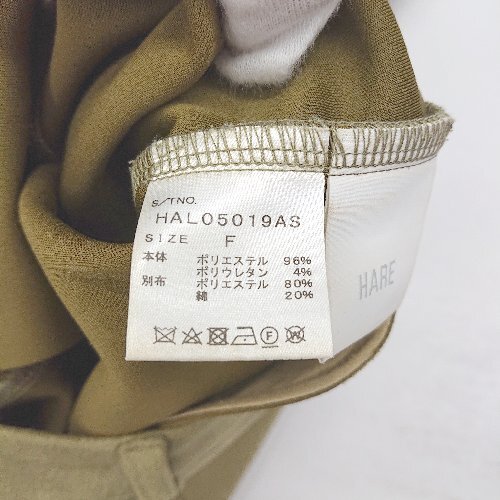 S/TNO.
HAL05019AS
SIZE F
本体 ポリエステル 96%
ポリウレタン 4%
別布 ポリエステル 80%
綿 20%
HARE